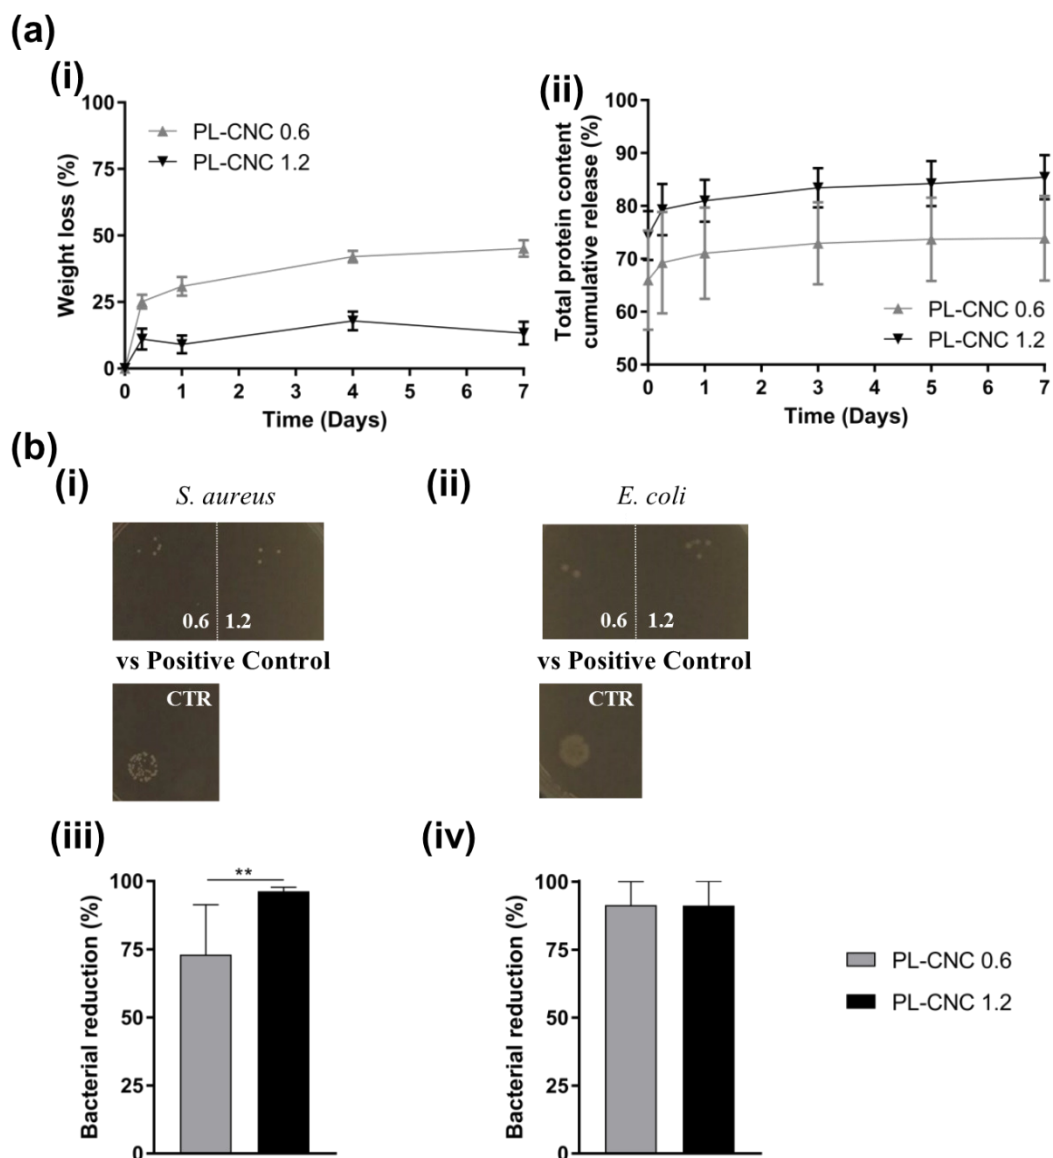 (a)
(i)
100
75
50
25
0
Weight loss (%)
PL-CNC 0.6
PL-CNC 1.2
0 1 2 3 4 5 6 7
Time (Days)
(ii)
100
90
80
70
60
50
Total protein content
cumulative release (%)
PL-CNC 0.6
PL-CNC 1.2
0 1 2 3 4 5 6 7
Time (Days)
(b)
(i)
S. aureus
0.6 1.2
vs Positive Control
CTR
(ii)
E. coli
0.6 1.2
vs Positive Control
CTR
(iii)
100
75
50
25
0
Bacterial reduction (%)
**
(iv)
100
75
50
25
0
Bacterial reduction (%)
PL-CNC 0.6
PL-CNC 1.2